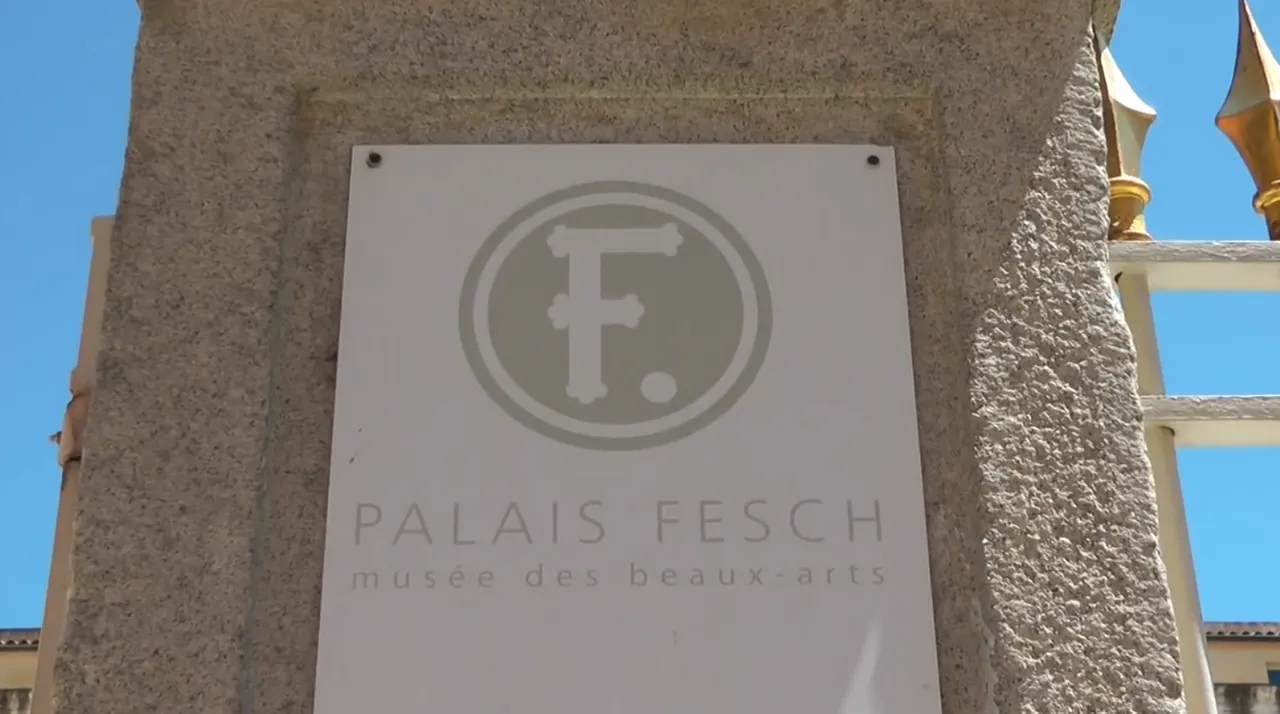 F.
PALAIS FESCH
musée des beaux-arts